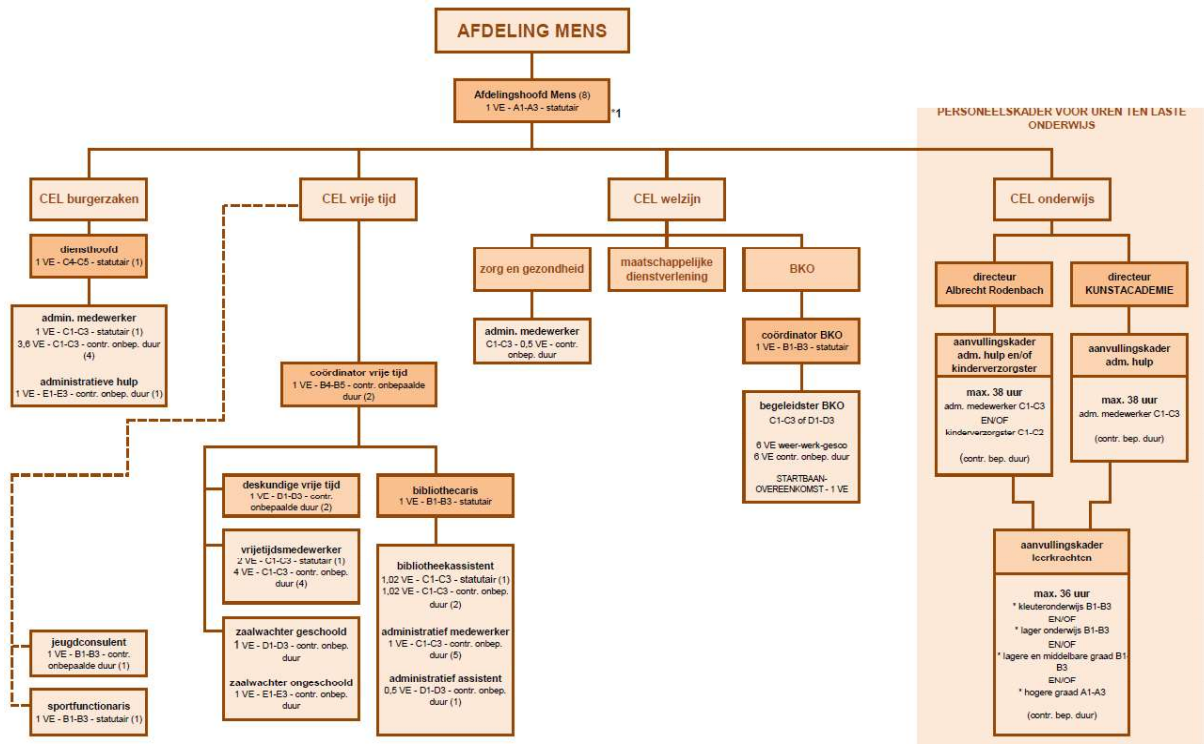 AFDELING MENS
Afdelingshoofd Mens (8)
1 VE - A1-A3 - statutair
*1
PERSONEELSKADER VOOR UREN TEN LASTE
ONDERWIJS
CEL burgerzaken
CEL vrije tijd
CEL welzijn
CEL onderwijs
diensthoofd
1 VE - C4-C5 - statutair (1)
admin. medewerker
1 VE - C1-C3 - statutair (1)
3,6 VE - C1-C3 - contr. onbep. duur
(4)
administratieve hulp
1 VE - E1-E3 - contr. onbep. duur (1)
coördinator vrije tijd
1 VE - B4-B5 - contr. onbepaalde
duur (2)
deskundige vrije tijd
1 VE - B1-B3 - contr.
onbepaalde duur (2)
vrijetijdsmedewerker
2 VE - C1-C3 - statutair (1)
4 VE - C1-C3 - contr. onbep.
duur (4)
zaalwachter geschoold
1 VE - D1-D3 - contr. onbep.
duur
zaalwachter ongeschoold
1 VE - E1-E3 - contr. onbep.
duur
bibliothecaris
1 VE - B1-B3 - statutair
bibliotheekassistent
1,02 VE - C1-C3 - statutair (1)
1,02 VE - C1-C3 - contr. onbep.
duur (2)
administratief medewerker
1 VE - C1-C3 - contr. onbep. duur
(5)
administratief assistent
0,5 VE - D1-D3 - contr. onbep.
duur (1)
jeugdconsulent
1 VE - B1-B3 - contr.
onbepaalde duur (1)
sportfunctionaris
1 VE - B1-B3 - statutair (1)
zorg en gezondheid
maatschappelijke
dienstverlening
BKO
admin. medewerker
C1-C3 - 0,5 VE - contr.
onbep. duur
coördinator BKO
1 VE - B1-B3 - statutair
begeleidster BKO
C1-C3 of D1-D3
6 VE weer-werk-gesco
6 VE contr. onbep. duur
STARTBAAN-
OVEREENKOMST - 1 VE
directeur
Albrecht Rodenbach
directeur
KUNSTACADEMIE
aanvullingskader
adm. hulp en/of
kinderverzorgster
max. 38 uur
adm. medewerker C1-C3
EN/OF
kinderverzorgster C1-C2
(contr. bep. duur)
aanvullingskader
adm. hulp
max. 38 uur
adm. medewerker C1-C3
(contr. bep. duur)
aanvullingskader
leerkrachten
max. 36 uur
* kleuteronderwijs B1-B3
EN/OF
* lager onderwijs B1-B3
EN/OF
* lagere en middelbare graad B1-
B3
EN/OF
* hogere graad A1-A3
(contr. bep. duur)